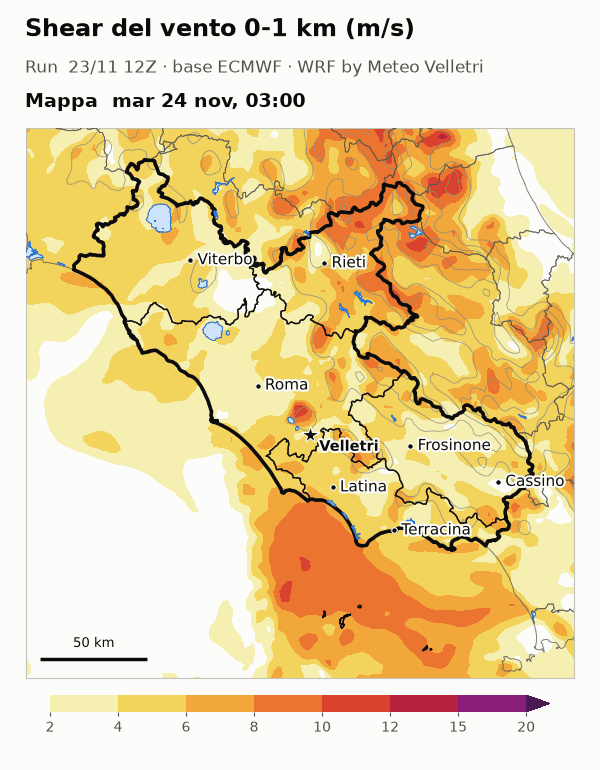 Shear del vento 0-1 km (m/s)
Run  23/11 12Z · base ECMWF · WRF by Meteo Velletri
Mappa  mar 24 nov, 03:00
Viterbo
Rieti
Roma
Velletri
Frosinone
Cassino
Latina
Terracina
50 km
2 4 6 8 10 12 15 20